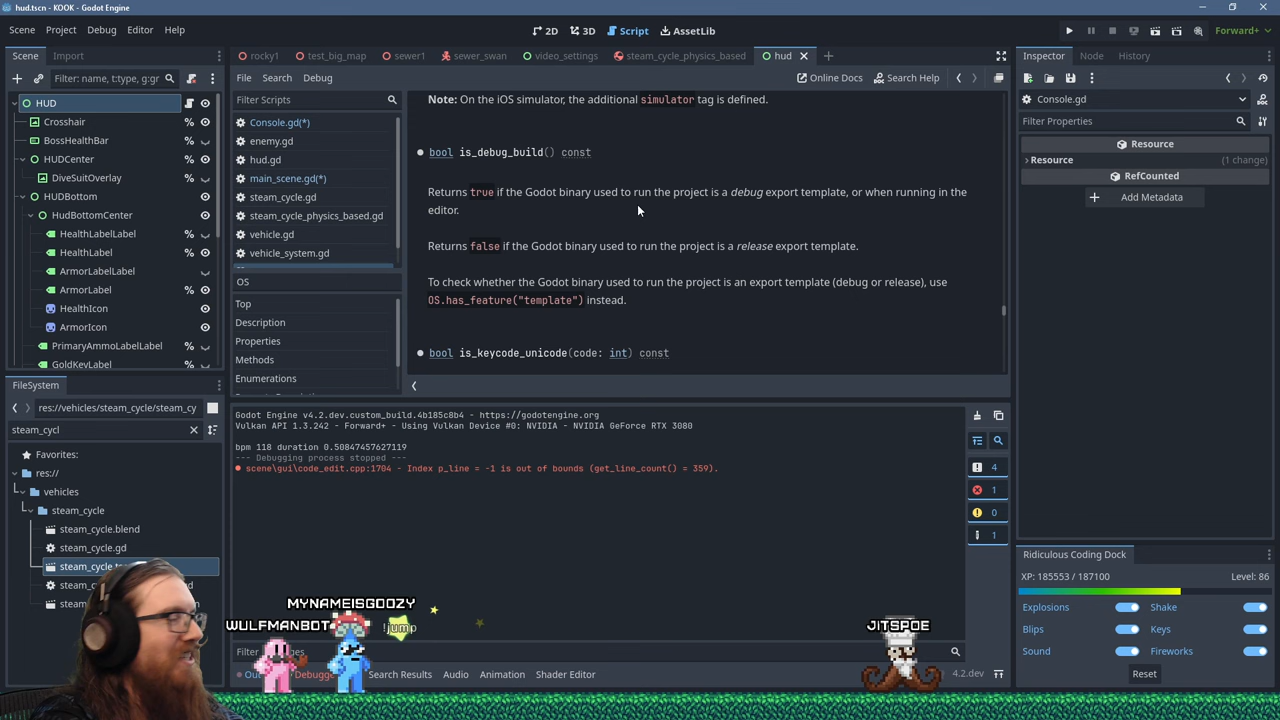 hud.tscn - KOOK - Godot Engine
Scene Project Debug Editor Help
2D 3D Script AssetLib
Forward+
Scene Import
rocky1 test_big_map sewer1 sewer_swan video_settings steam_cycle_physics_based hud
Inspector Node History
Filter: name, t:type, g:gr
File Search Debug
Online Docs Search Help
HUD
Crosshair
BossHealthBar
HUDCenter
DiveSuitOverlay
HUDBottom
HudBottomCenter
HealthLabelLabel
HealthLabel
ArmorLabelLabel
ArmorLabel
HealthIcon
ArmorIcon
PrimaryAmmoLabelLabel
GoldKeyLabel
Filter Scripts
Console.gd(*)
enemy.gd
hud.gd
main_scene.gd(*)
steam_cycle.gd
steam_cycle_physics_based.gd
vehicle.gd
vehicle_system.gd
OS
Top
Description
Properties
Methods
Enumerations
Note: On the iOS simulator, the additional simulator tag is defined.
bool is_debug_build() const
Returns true if the Godot binary used to run the project is a debug export template, or when running in the
editor.
Returns false if the Godot binary used to run the project is a release export template.
To check whether the Godot binary used to run the project is an export template (debug or release), use
OS.has_feature("template") instead.
bool is_keycode_unicode(code: int) const
Console.gd
Filter Properties
Resource
Resource (1 change)
RefCounted
Add Metadata
FileSystem
res://vehicles/steam_cycle/steam_cy
steam_cycl
Favorites:
res://
vehicles
steam_cycle
steam_cycle.blend
steam_cycle.gd
Godot Engine v4.2.dev.custom_build.4b185c8b4 - https://godotengine.org
Vulkan API 1.3.242 - Forward+ - Using Vulkan Device #0: NVIDIA - NVIDIA GeForce RTX 3080
bpm 118 duration 0.50847457627119
--- Debugging process stopped ---
scene\gui\code_edit.cpp:1704 - Index p_line = -1 is out of bounds (get_line_count() = 359).
4
1
0
1
Search Results Audio Animation Shader Editor
4.2.dev
Ridiculous Coding Dock
XP: 185553 / 187100 Level: 86
Explosions Shake
Blips Keys
Sound Fireworks
Reset
MYNAMEISGOOZY
WULFMANBOT
!jump
JITSPOE